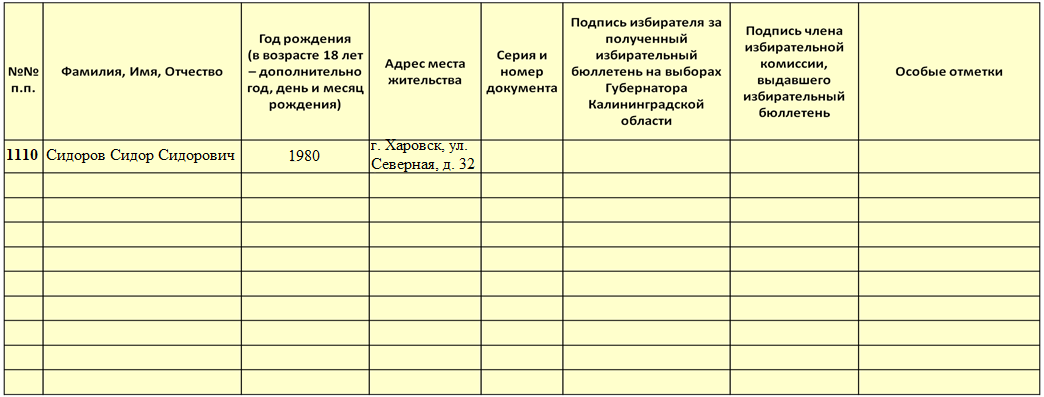 №№
п.п.
Фамилия, Имя, Отчество
Год рождения
(в возрасте 18 лет
– дополнительно
год, день и месяц
рождения)
Адрес места
жительства
Серия и
номер
документа
Подпись избирателя за
полученный
избирательный
бюллетень на выборах
Губернатора
Калининградской
области
Подпись члена
избирательной
комиссии,
выдавшего
избирательный
бюллетень
Особые отметки
1110
Сидоров Сидор Сидорович
1980
г. Харовск, ул.
Северная, д. 32